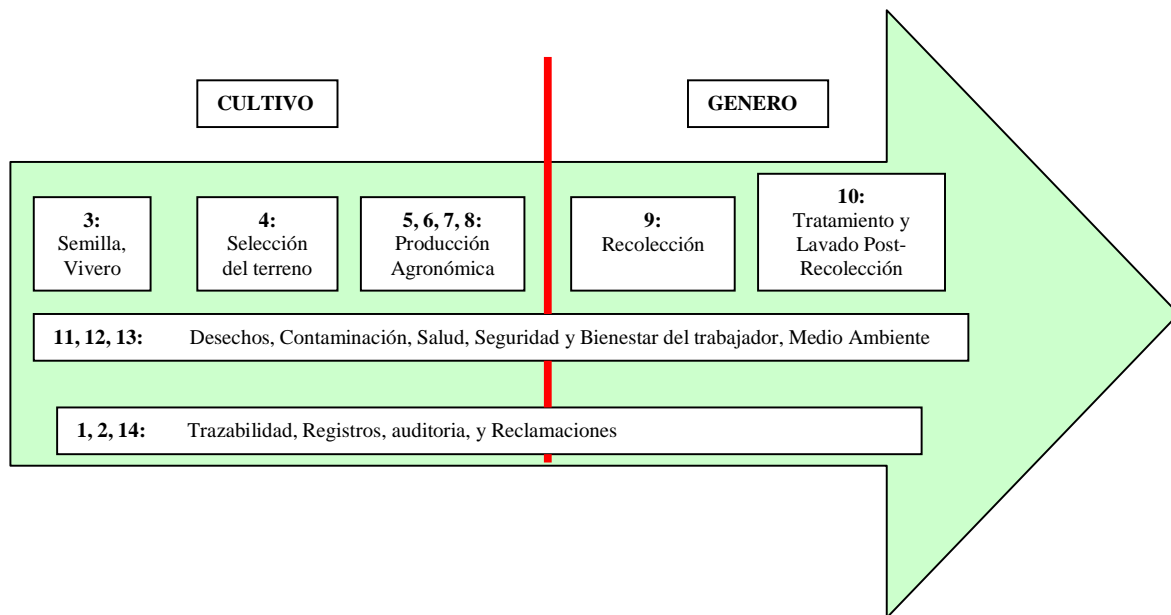 CULTIVO
GENERO
3:
Semilla,
Vivero
4:
Selección
del terreno
5, 6, 7, 8:
Producción
Agronómica
9:
Recolección
10:
Tratamiento y
Lavado Post-
Recolección
11, 12, 13: Desechos, Contaminación, Salud, Seguridad y Bienestar del trabajador, Medio Ambiente
1, 2, 14: Trazabilidad, Registros, auditoria, y Reclamaciones